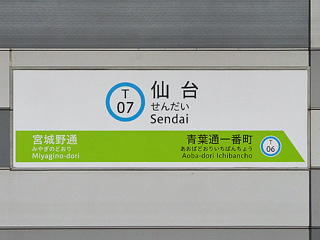 T
07
仙台
せんだい
Sendai
宮城野通
みやぎのどおり
Miyagino-dori
青葉通一番町
あおばどおりいちばんちょう
Aoba-dori Ichibancho
T
06